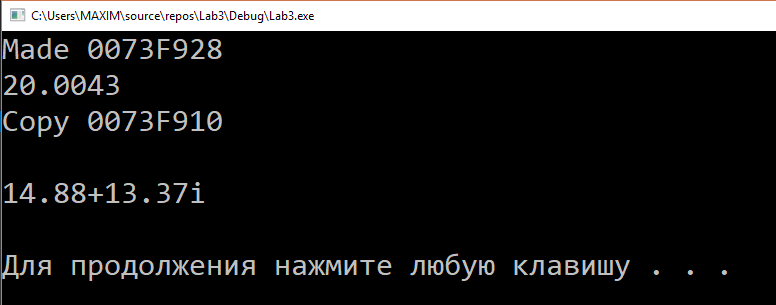 C:\Users\MAXIM\source\repos\Lab3\Debug\Lab3.exe
Made 0073F928
20.0043
Copy 0073F910
14.88+13.37i
Для продолжения нажмите любую клавишу . . .